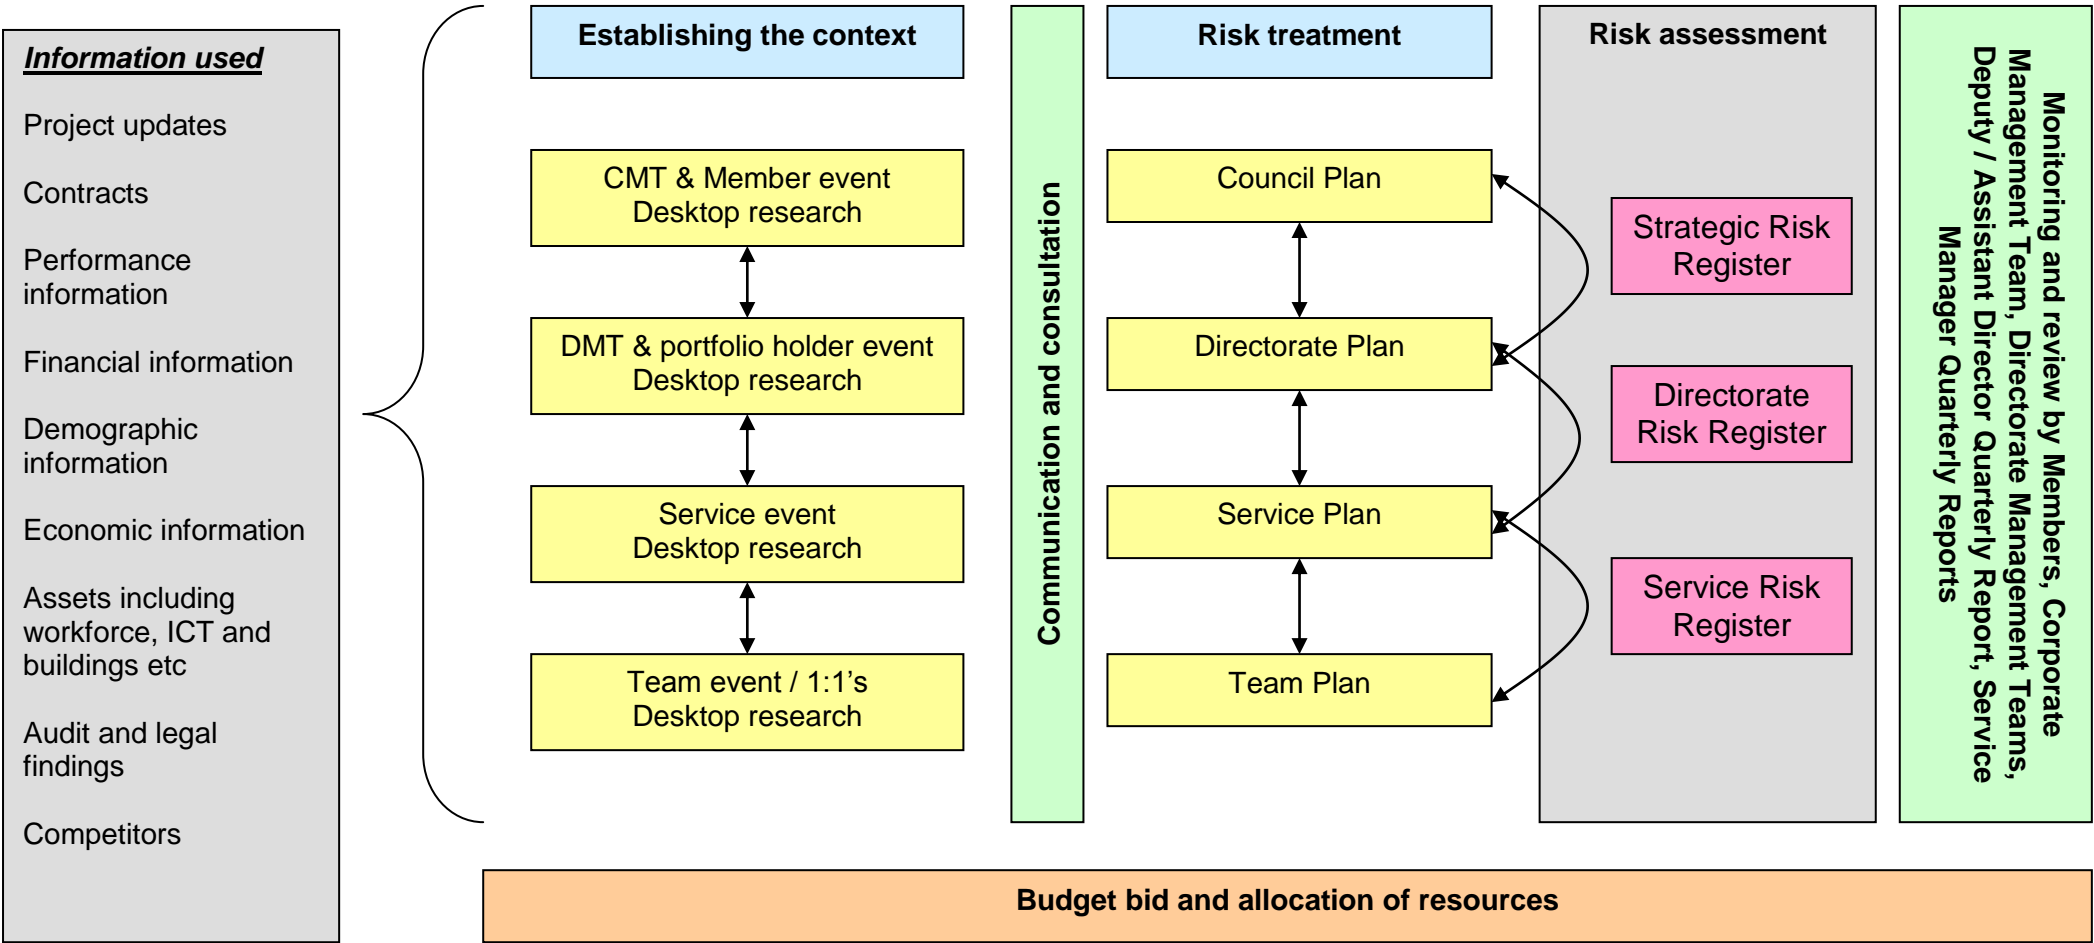 Information used
Project updates
Contracts
Performance
information
Financial information
Demographic
information
Economic information
Assets including
workforce, ICT and
buildings etc
Audit and legal
findings
Competitors
Establishing the context
CMT & Member event
Desktop research
DMT & portfolio holder event
Desktop research
Service event
Desktop research
Team event / 1:1’s
Desktop research
Communication and consultation
Risk treatment
Council Plan
Directorate Plan
Service Plan
Team Plan
Risk assessment
Strategic Risk
Register
Directorate
Risk Register
Service Risk
Register
Monitoring and review by Members, Corporate
Management Team, Directorate Management Teams,
Deputy / Assistant Director Quarterly Report, Service
Manager Quarterly Reports
Budget bid and allocation of resources